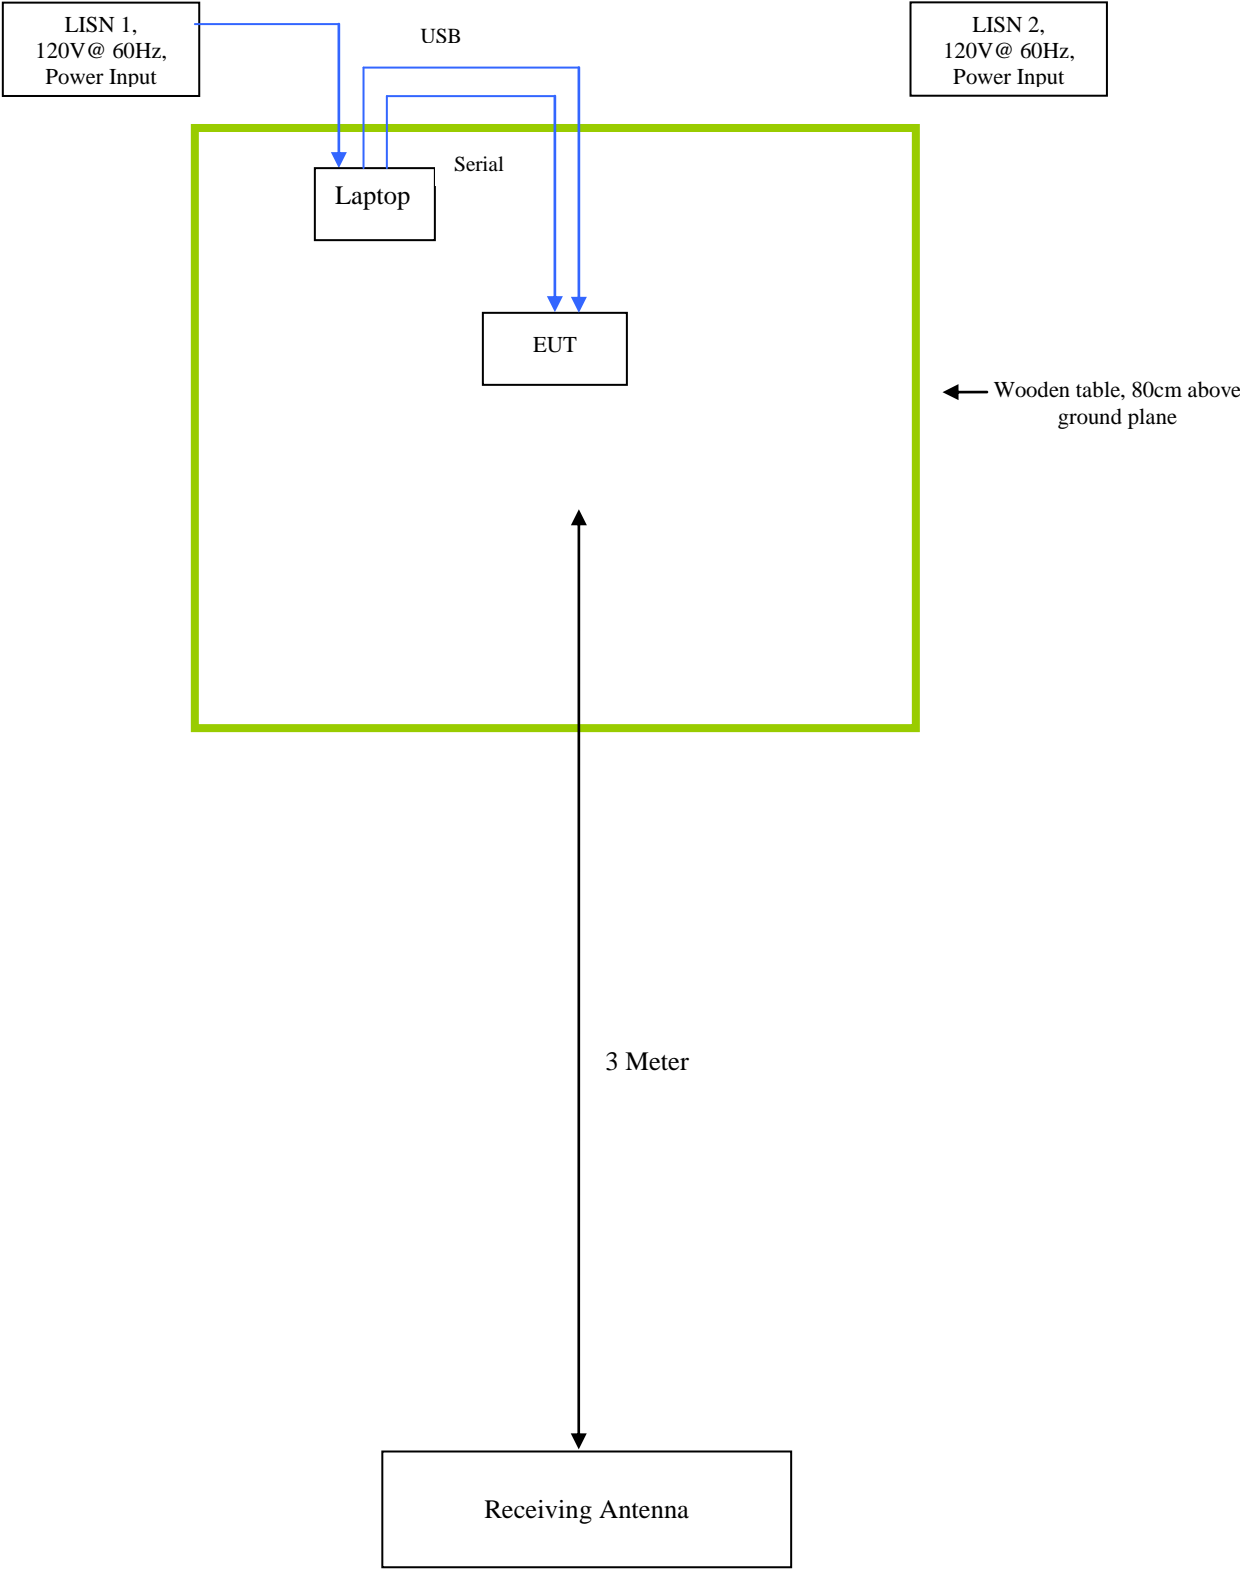 LISN 1,
120V@ 60Hz,
Power Input
USB
LISN 2,
120V@ 60Hz,
Power Input
Serial
Laptop
EUT
Wooden table, 80cm above
ground plane
3 Meter
Receiving Antenna